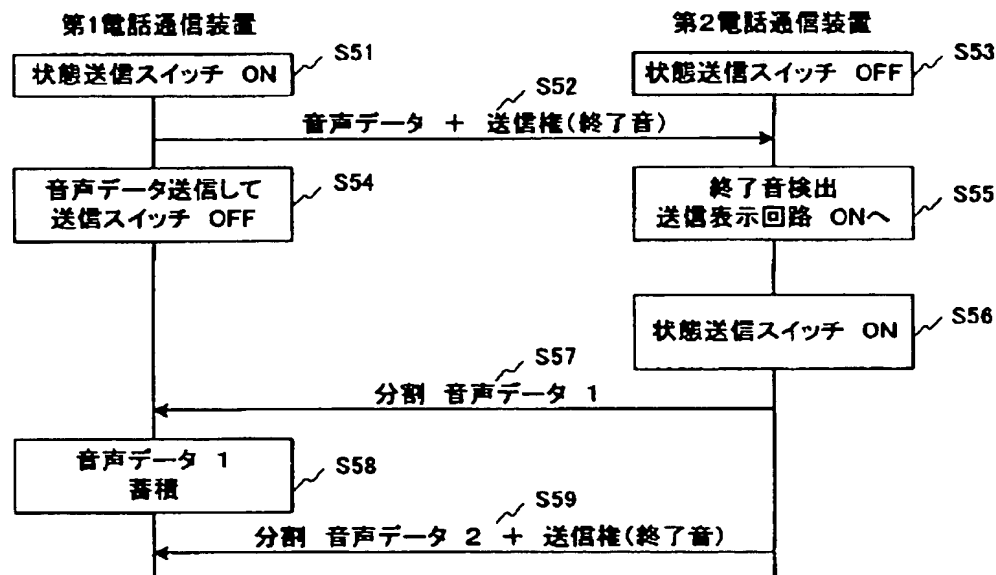 第1電話通信装置
第2電話通信装置
状態送信スイッチ ON
S51
状態送信スイッチ OFF
S53
S52
音声データ + 送信権(終了音)
音声データ送信して
送信スイッチ OFF
S54
終了音検出
送信表示回路 ONへ
S55
状態送信スイッチ ON
S56
S57
分割 音声データ 1
音声データ 1
蓄積
S58
S59
分割 音声データ 2 + 送信権(終了音)